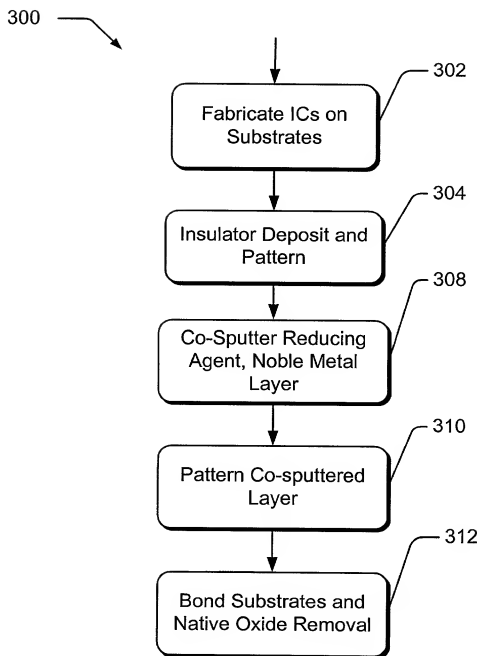 300
302
Fabricate ICs on
Substrates
304
Insulator Deposit and
Pattern
308
Co-Sputter Reducing
Agent, Noble Metal
Layer
310
Pattern Co-sputtered
Layer
312
Bond Substrates and
Native Oxide Removal